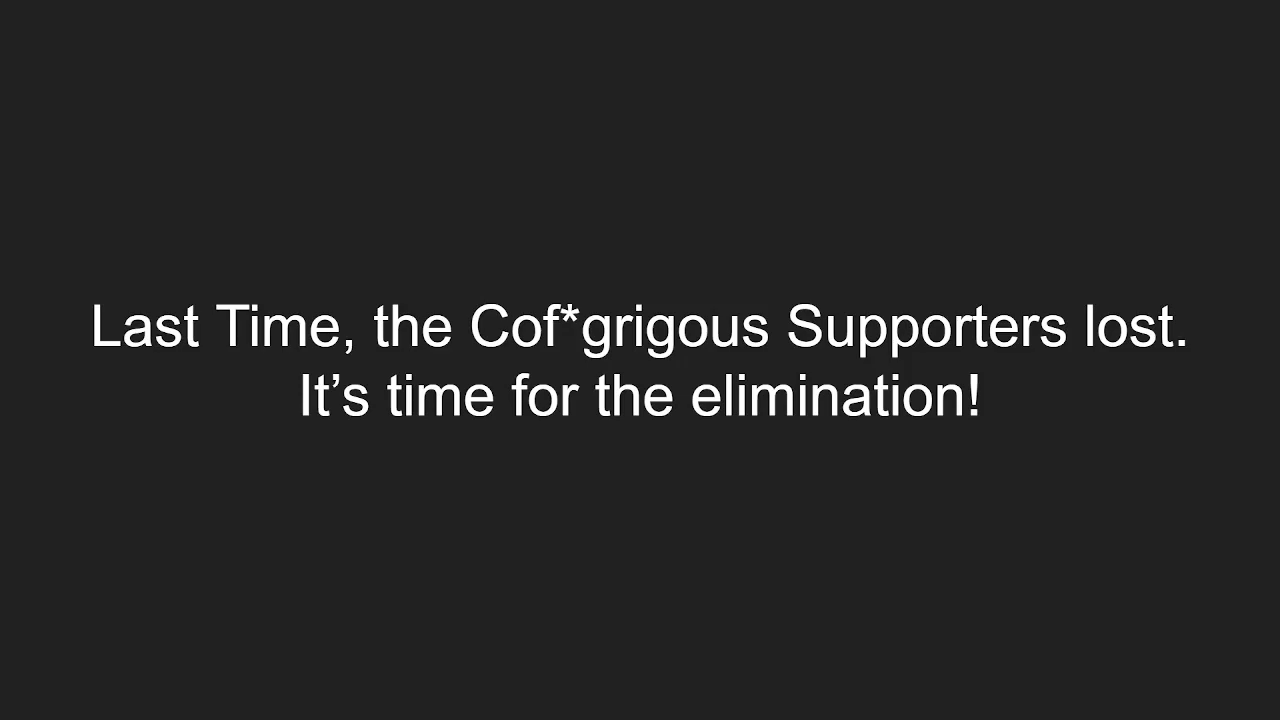 Last Time, the Cof*grigous Supporters lost.
It’s time for the elimination!